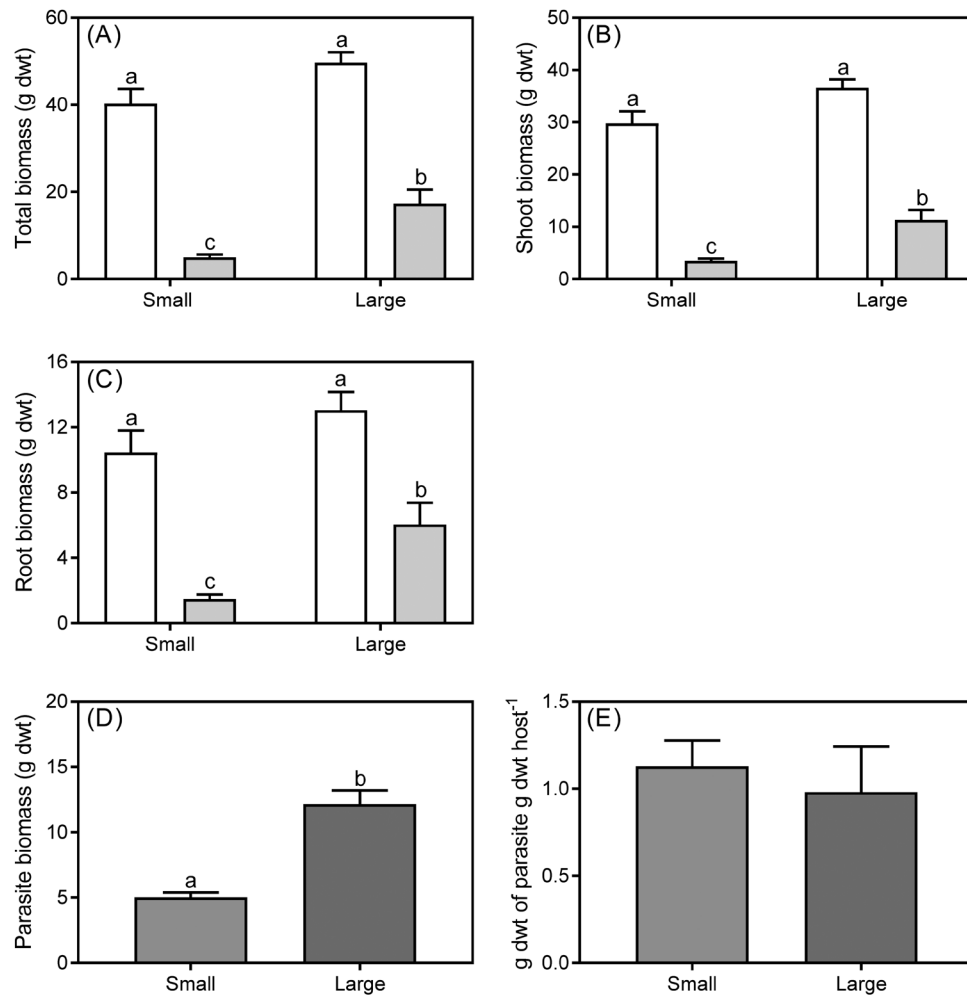 (A)
Total biomass (g dwt)
60
40
20
0
a
c
a
b
Small
Large
(B)
Shoot biomass (g dwt)
50
40
30
20
10
0
a
c
a
b
Small
Large
(C)
Root biomass (g dwt)
16
12
8
4
0
a
c
a
b
Small
Large
(D)
Parasite biomass (g dwt)
20
15
10
5
0
a
b
Small
Large
(E)
g dwt of parasite g dwt host⁻¹
1.5
1.0
0.5
0.0
Small
Large